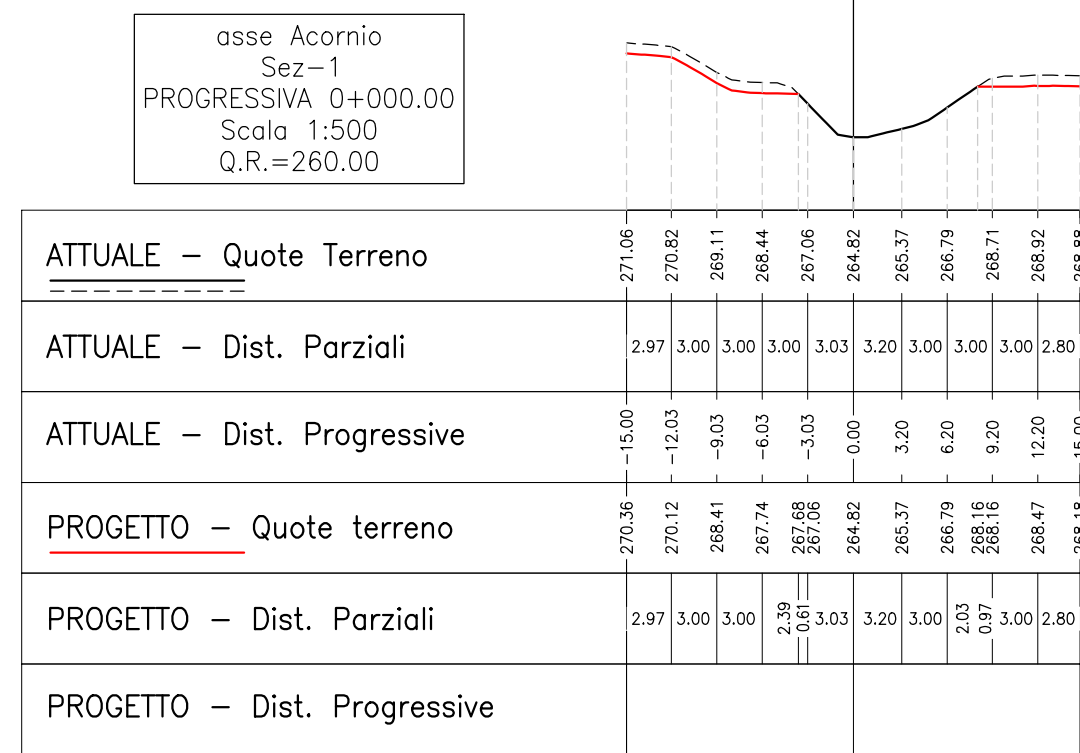 asse Acornio
Sez-1
PROGRESSIVA 0+000.00
Scala 1:500
Q.R.=260.00
ATTUALE - Quote Terreno
271.06 270.82 269.11 268.44 267.06 264.82 265.37 266.79 268.71 268.92
ATTUALE - Dist. Parziali
2.97 3.00 3.00 3.00 3.03 3.20 3.00 3.00 3.00 2.80
ATTUALE - Dist. Progressive
-15.00 -12.03 -9.03 -6.03 -3.03 0.00 3.20 6.20 9.20 12.20
PROGETTO - Quote terreno
270.36 270.12 268.41 267.74 267.68 267.06 264.82 265.37 266.79 268.16 268.16 268.47
PROGETTO - Dist. Parziali
2.97 3.00 3.00 2.39 0.61 3.03 3.20 3.00 2.03 0.97 3.00 2.80
PROGETTO - Dist. Progressive